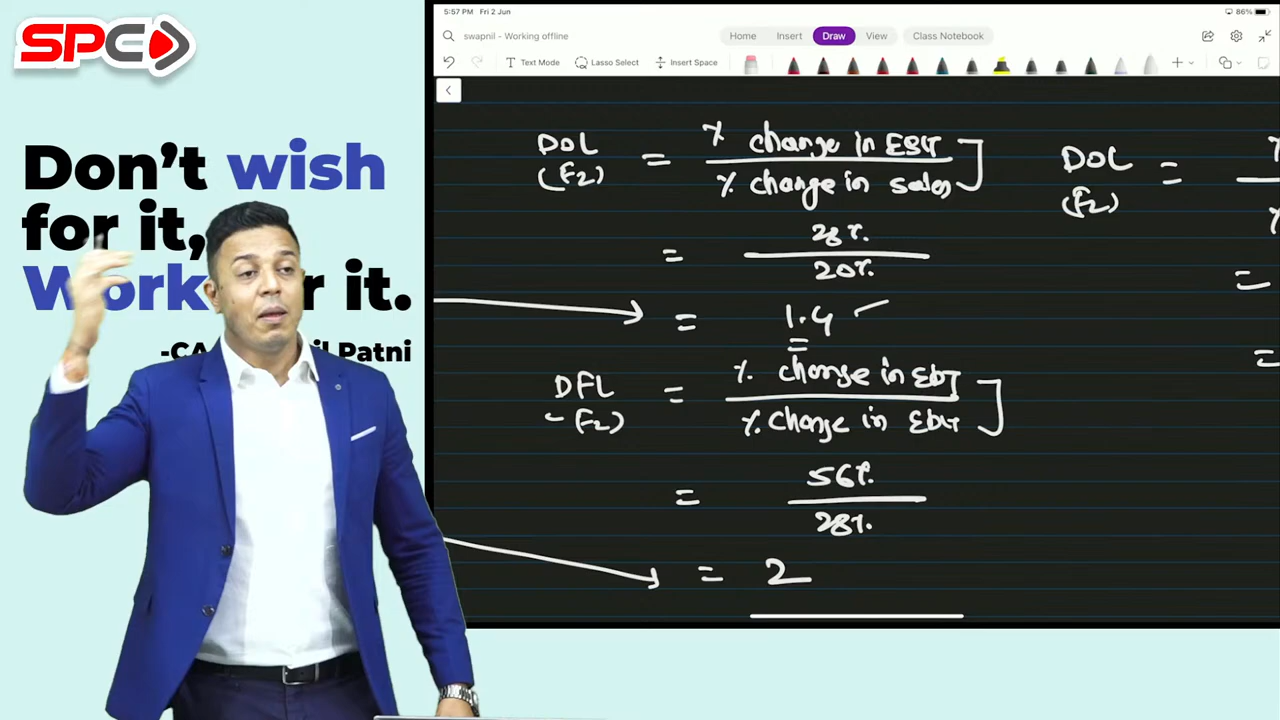 SPC
Don't wish
for it,
Work for it.
-CA il Patni
5:57 PM Fri 2 Jun
86%
swapnil - Working offline
Home Insert Draw View Class Notebook
Text Mode Lasso Select Insert Space
DOL = % change in EBIT
(F2) % change in sales
= 28%
20%
= 1.4
DFL = % change in Ebt
(F2) % change in Ebit
= 56%
28%
= 2
DOL = %
(F2) %
=
=